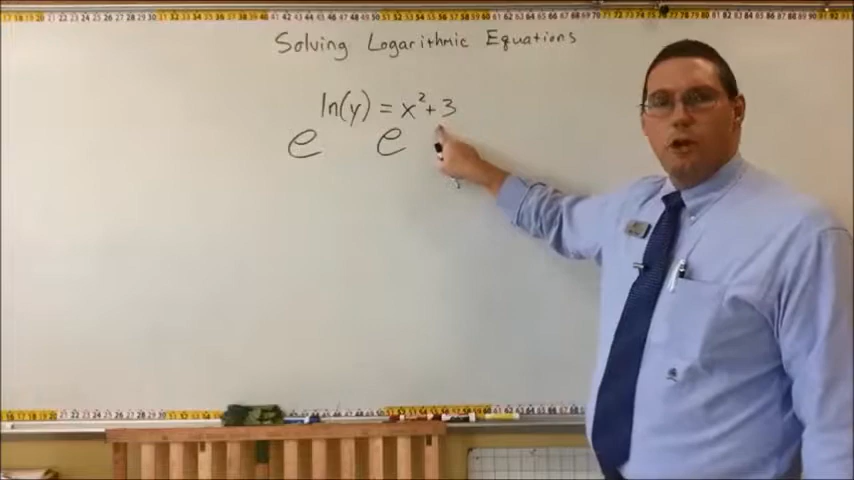 Solving Logarithmic Equations
ln(y) = x²+3
e e